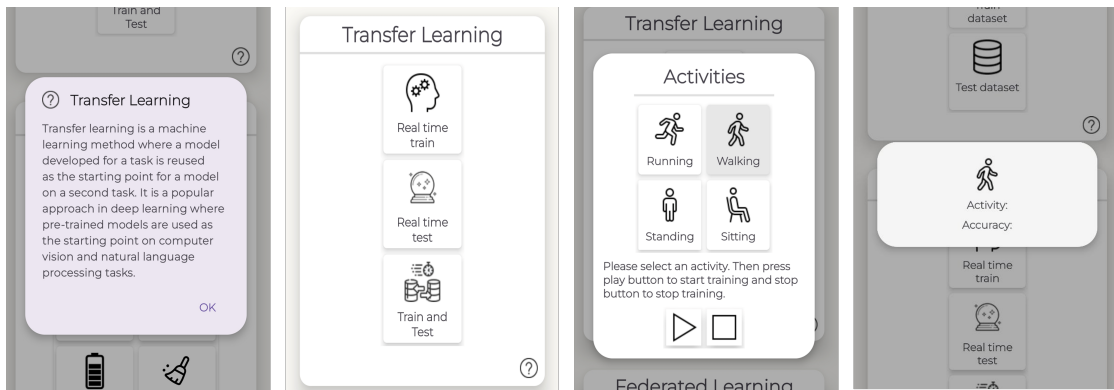 Train and
Test
Transfer Learning
Transfer learning is a machine
learning method where a model
developed for a task is reused
as the starting point for a model
on a second task. It is a popular
approach in deep learning where
pre-trained models are used as
the starting point on computer
vision and natural language
processing tasks.
OK
Transfer Learning
Real time
train
Real time
test
Train and
Test
Transfer Learning
Activities
Running
Walking
Standing
Sitting
Please select an activity. Then press
play button to start training and stop
button to stop training.
Federated Learning
Train
dataset
Test dataset
Activity:
Accuracy:
Real time
train
Real time
test